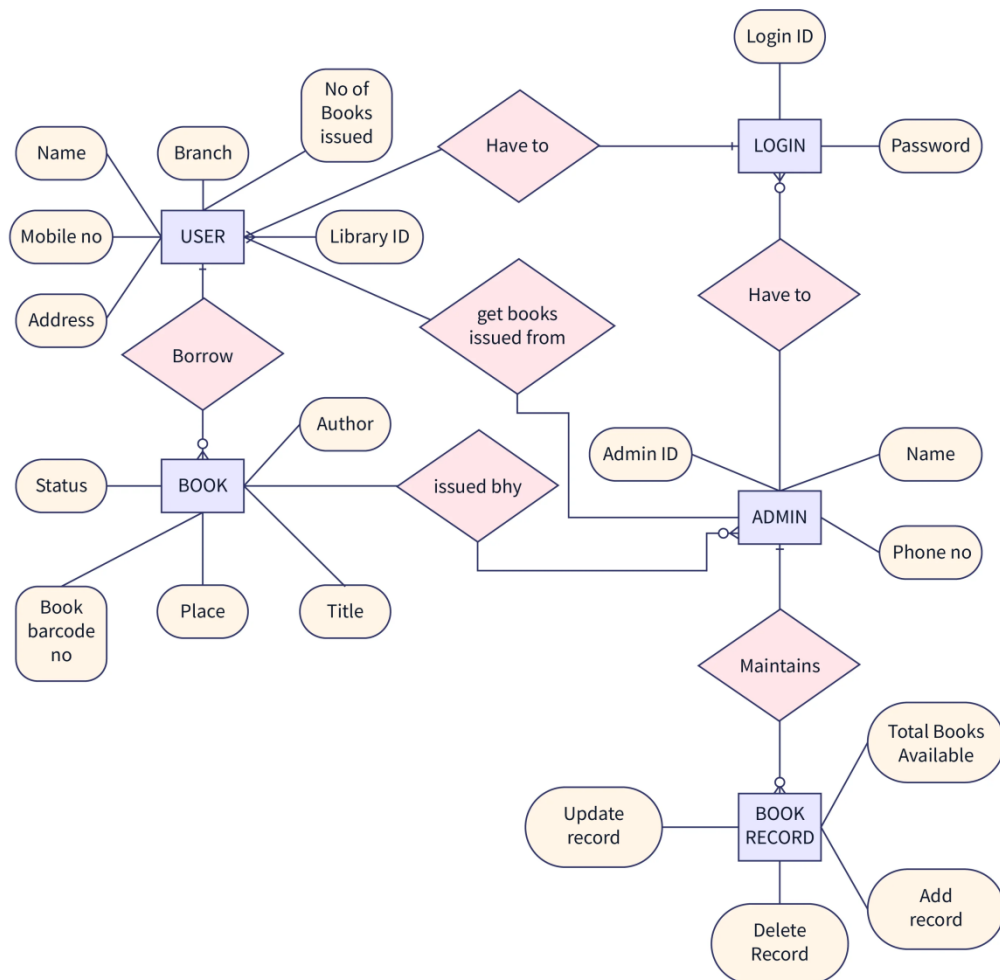 Login ID
No of
Books
issued
Name
Branch
Have to
LOGIN
Password
Mobile no
USER
Library ID
Address
Have to
get books
issued from
Borrow
Author
Admin ID
Name
Status
BOOK
issued bhy
ADMIN
Phone no
Book
barcode
no
Place
Title
Maintains
Total Books
Available
Update
record
BOOK
RECORD
Add
record
Delete
Record